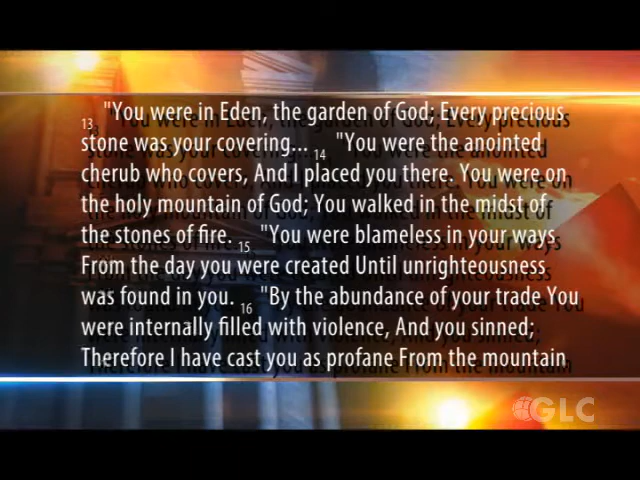 13 "You were in Eden, the garden of God; Every precious
stone was your covering... 14 "You were the anointed
cherub who covers, And I placed you there. You were on
the holy mountain of God; You walked in the midst of
the stones of fire. 15 "You were blameless in your ways
From the day you were created Until unrighteousness
was found in you. 16 "By the abundance of your trade You
were internally filled with violence, And you sinned;
Therefore I have cast you as profane From the mountain
GLC